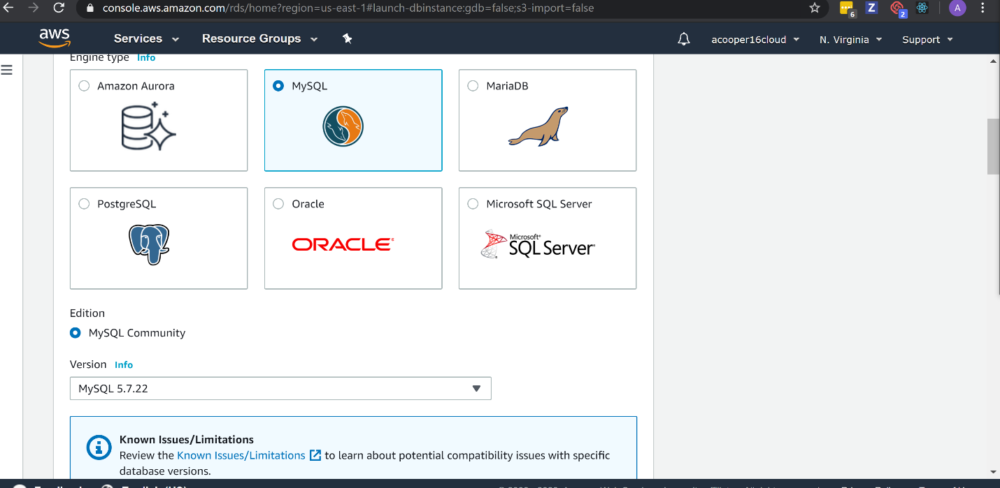 console.aws.amazon.com/rds/home?region=us-east-1#launch-dbinstance:gdb=false;s3-import=false
6
Z
2
A
aws
Services
Resource Groups
acooper16cloud
N. Virginia
Support
Engine type Info
Amazon Aurora
MySQL
MariaDB
PostgreSQL
Oracle
Microsoft SQL Server
ORACLE
Microsoft®
SQL Server
Edition
MySQL Community
Version Info
MySQL 5.7.22
Known Issues/Limitations
Review the Known Issues/Limitations to learn about potential compatibility issues with specific
database versions.